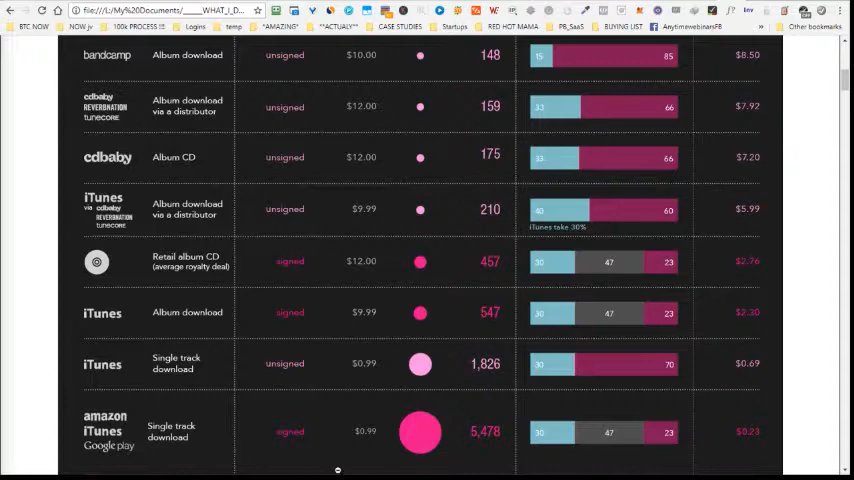 file:///L:/My%20Documents/____WHAT_I_D...
BTC NOW
NOW jv
100k PROCESS !!!
Logins
temp
*AMAZING*
**ACTUALY**
CASE STUDIES
Startups
RED HOT MAMA
PB_SaaS
BUYING LIST
AnytimewebinarsFB
Other bookmarks
bandcamp Album download unsigned $10.00 148 15 85 $8.50
cdbaby
REVERBNATION
tunecore
Album download
via a distributor
unsigned $12.00 159 33 66 $7.92
cdbaby Album CD unsigned $12.00 175 33 66 $7.20
iTunes
via cdbaby
REVERBNATION
tunecore
Album download
via a distributor
unsigned $9.99 210 40 60 $5.99
iTunes take 30%
Retail album CD
(average royalty deal)
signed $12.00 457 30 47 23 $2.76
iTunes Album download signed $9.99 547 30 47 23 $2.30
iTunes
Single track
download
unsigned $0.99 1,826 30 70 $0.69
amazon
iTunes
Google play
Single track
download
signed $0.99 5,478 30 47 23 $0.23